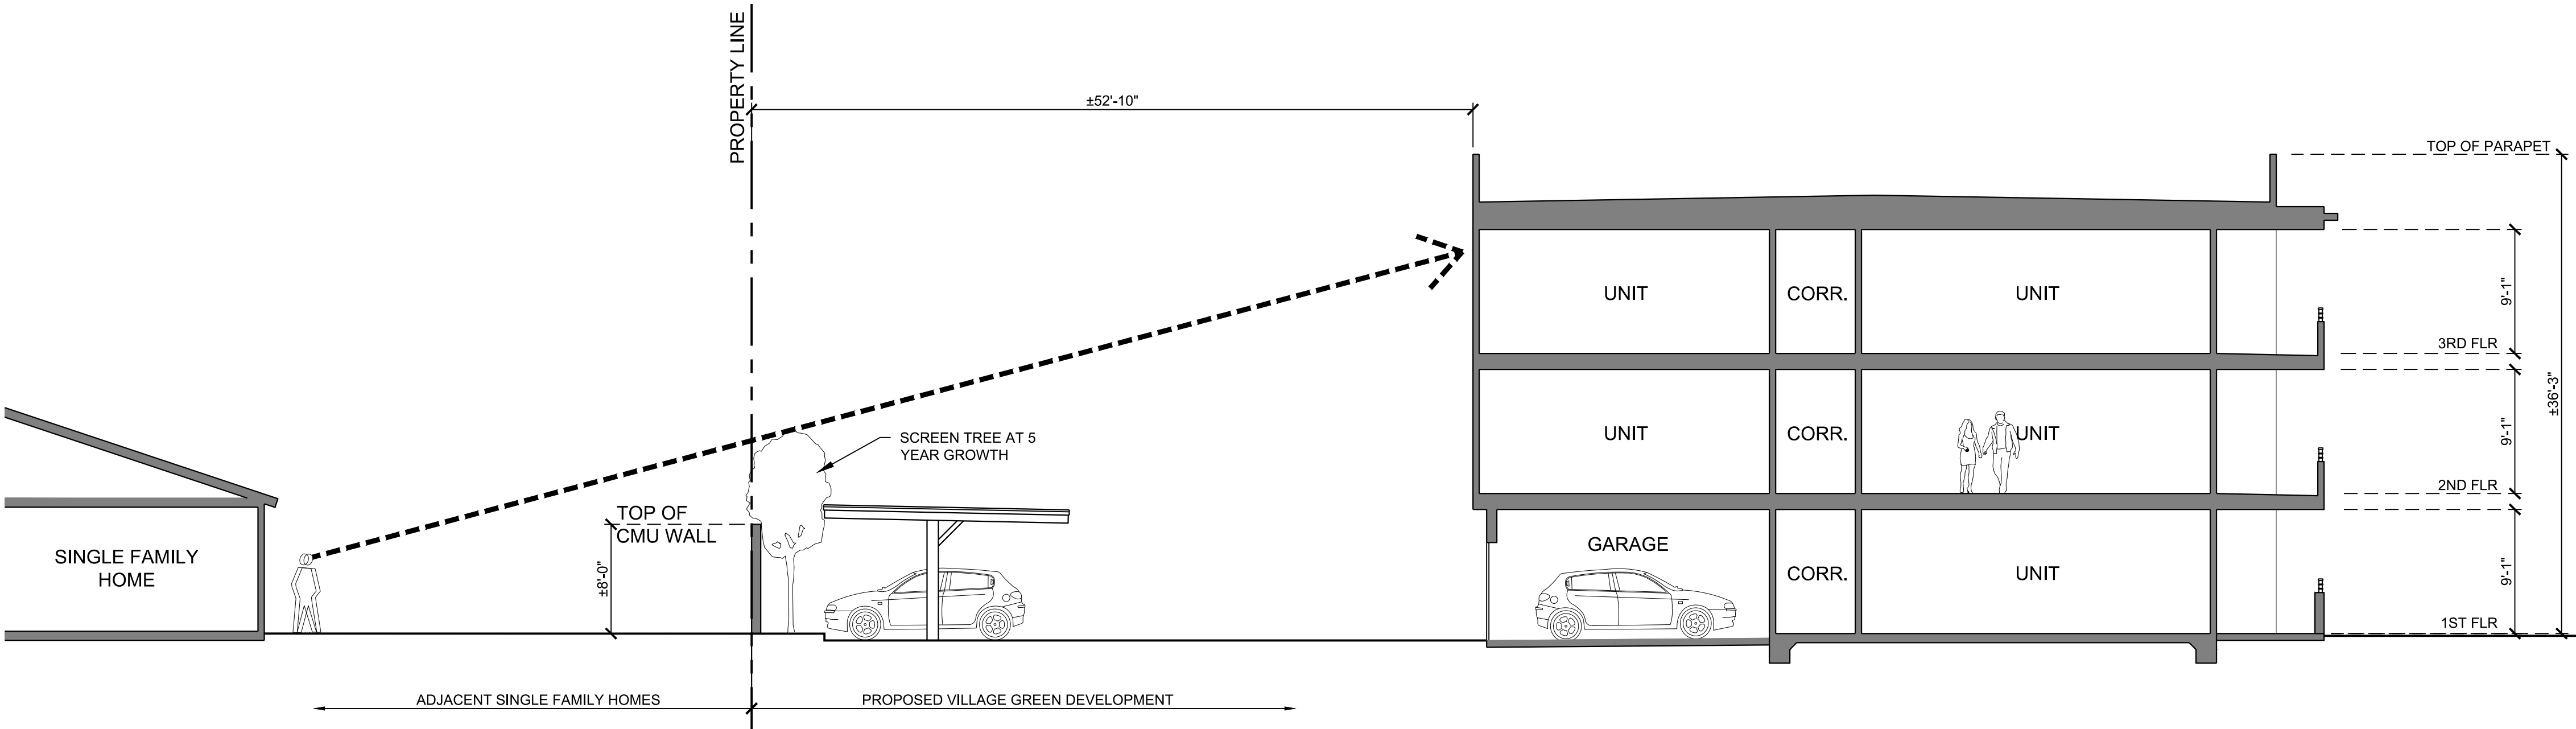 PROPERTY LINE
±52'-10"
TOP OF PARAPET
UNIT
CORR.
UNIT
9'-1"
3RD FLR
±36'-3"
SCREEN TREE AT 5
YEAR GROWTH
UNIT
CORR.
UNIT
9'-1"
2ND FLR
TOP OF
CMU WALL
±8'-0"
SINGLE FAMILY
HOME
GARAGE
CORR.
UNIT
9'-1"
1ST FLR
ADJACENT SINGLE FAMILY HOMES
PROPOSED VILLAGE GREEN DEVELOPMENT